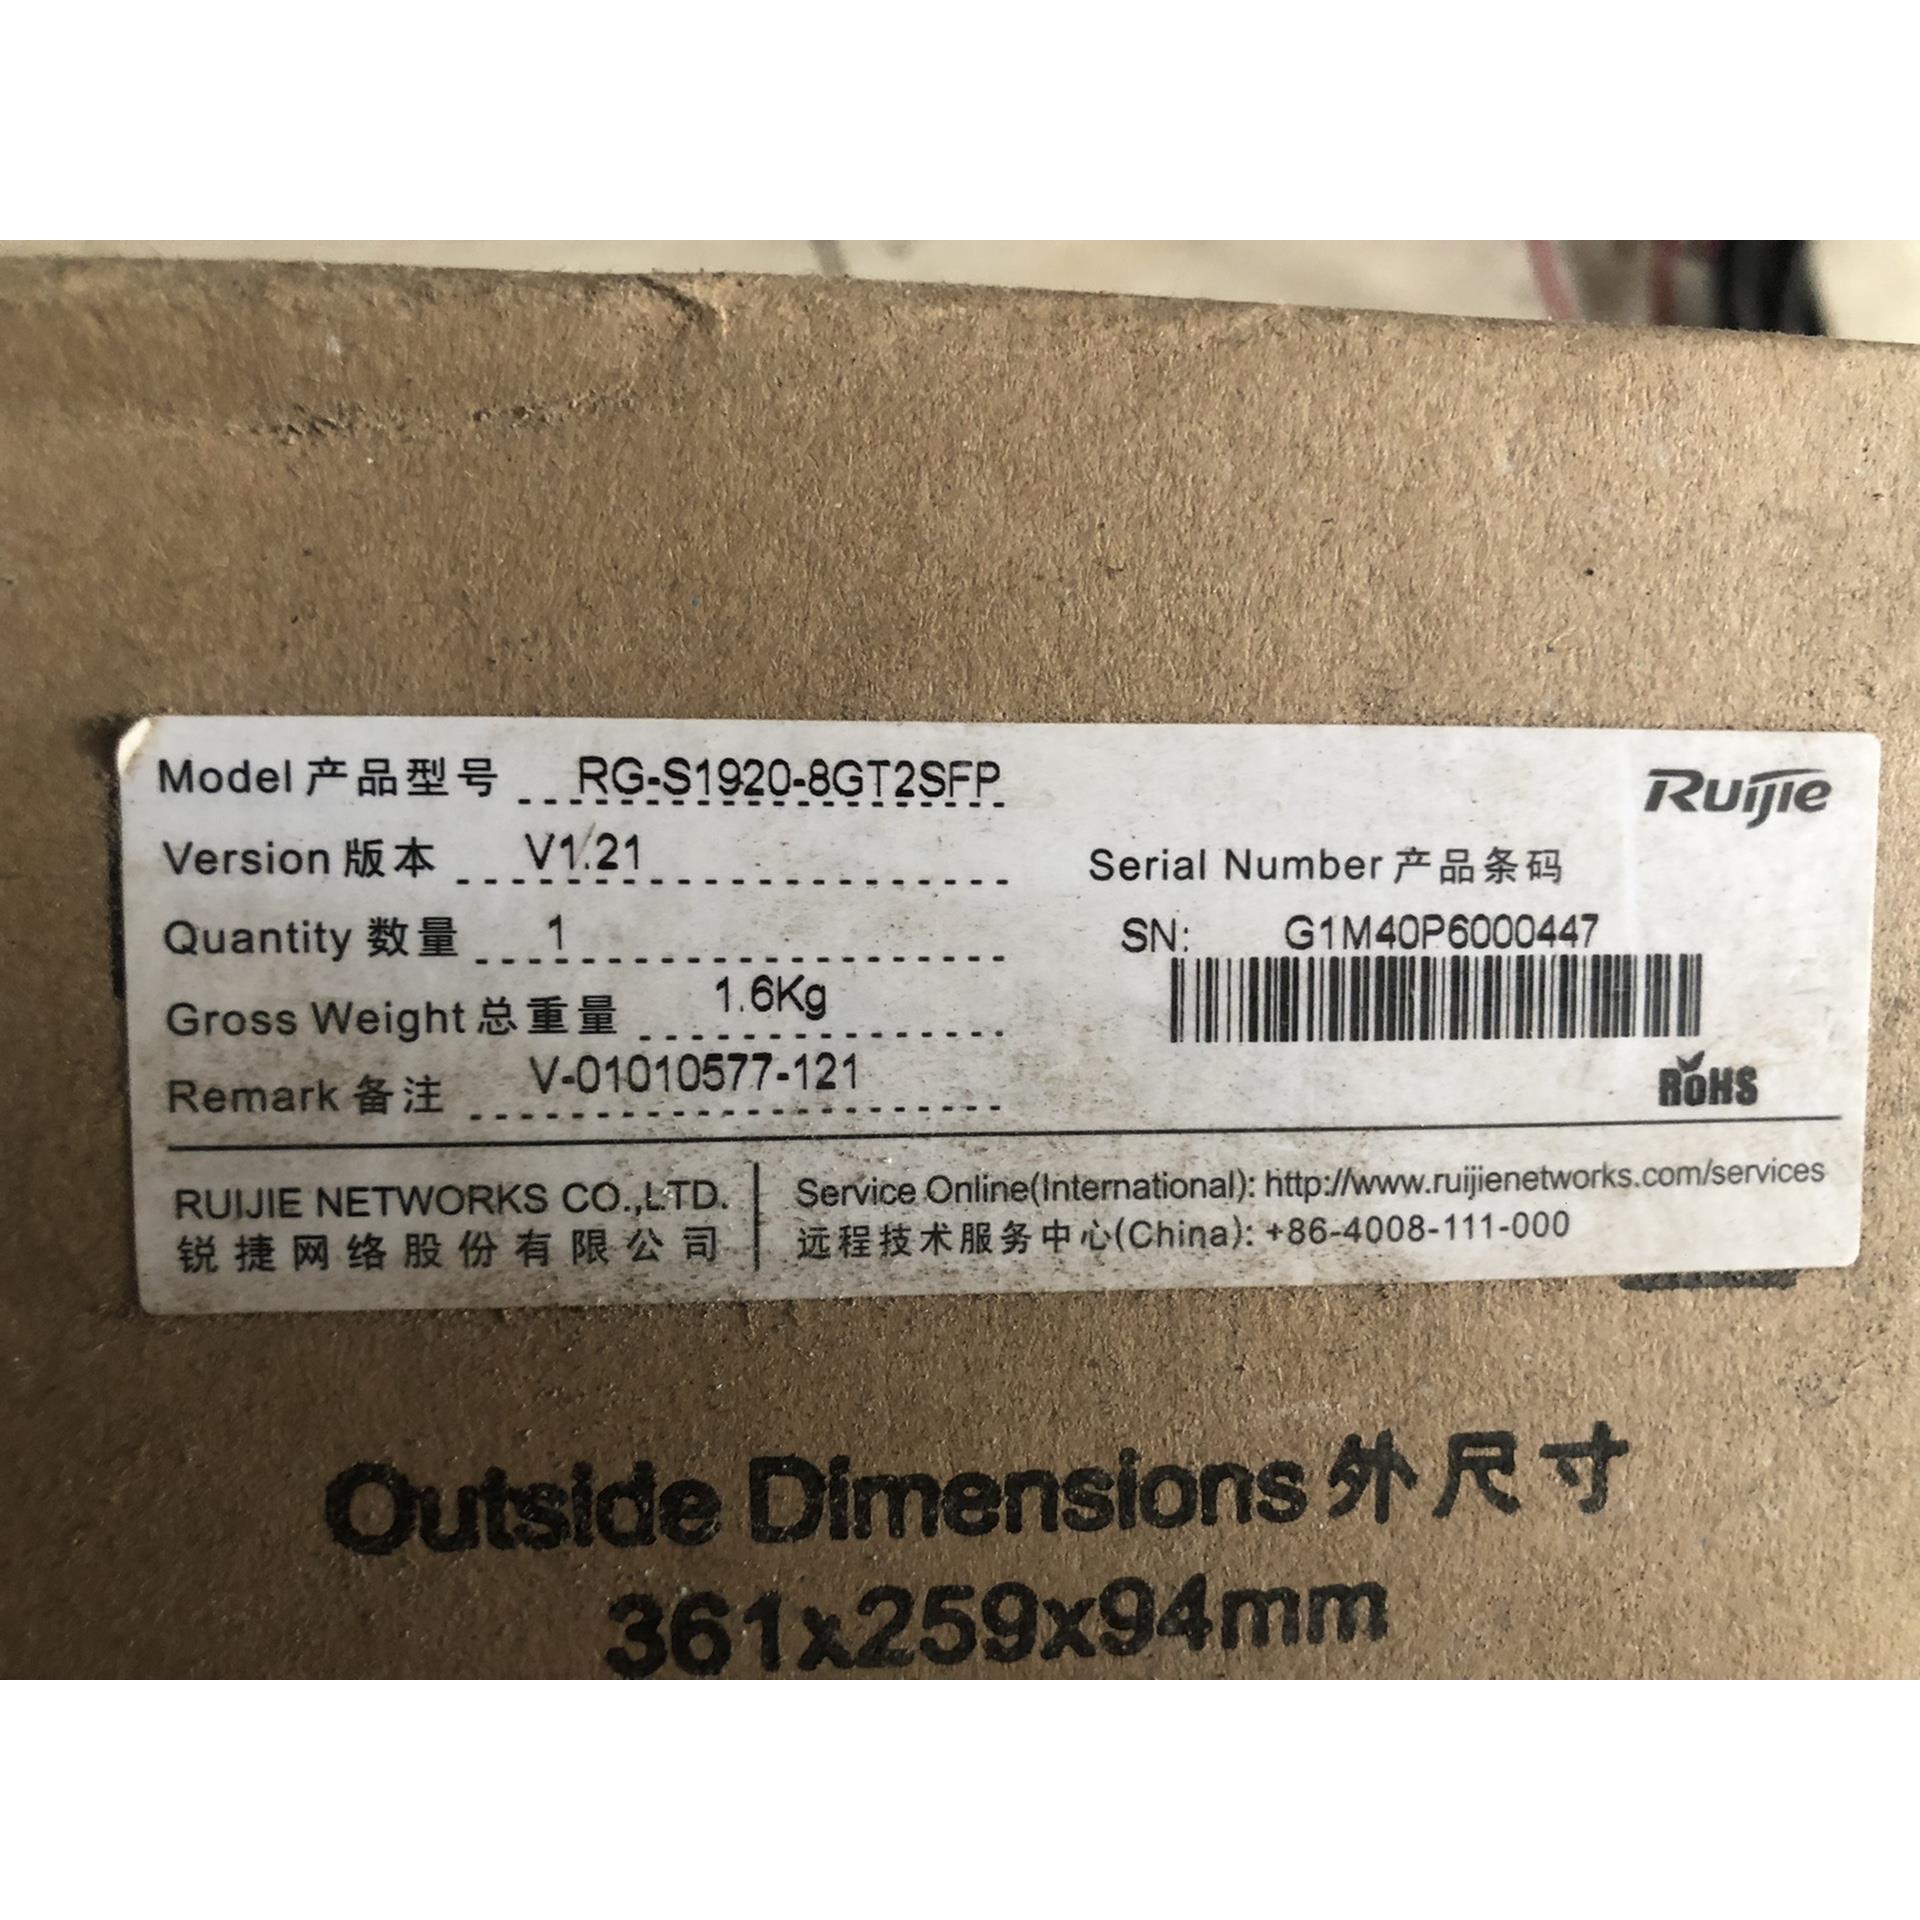 Model 产品型号 RG-S1920-8GT2SFP
Ruijie
Version 版本 V1.21
Serial Number 产品条码
Quantity 数量 1
SN: G1M40P6000447
Gross Weight 总重量 1.6Kg
Remark 备注 V-01010577-121
RoHS
RUIJIE NETWORKS CO.,LTD.
锐捷网络股份有限公司
Service Online(International): http://www.ruijienetworks.com/services
远程技术服务中心(China): +86-4008-111-000
Outside Dimensions 外尺寸
361x259x94mm